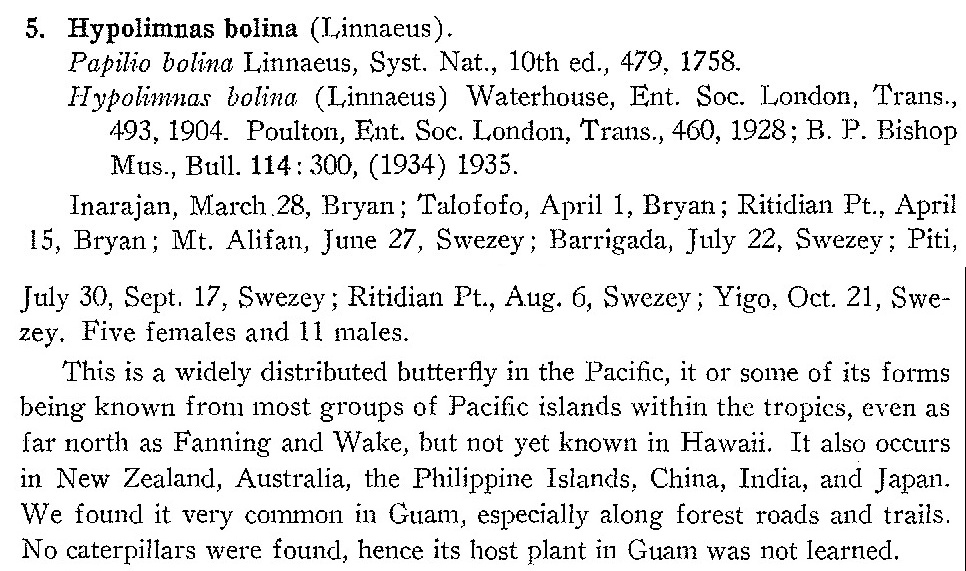 5. Hypolimnas bolina (Linnaeus).
Papilio bolina Linnaeus, Syst. Nat., 10th ed., 479, 1758.
Hypolimnas bolina (Linnaeus) Waterhouse, Ent. Soc. London, Trans.,
493, 1904. Poulton, Ent. Soc. London, Trans., 460, 1928; B. P. Bishop
Mus., Bull. 114: 300, (1934) 1935.
Inarajan, March 28, Bryan; Talofofo, April 1, Bryan; Ritidian Pt., April
15, Bryan; Mt. Alifan, June 27, Swezey; Barrigada, July 22, Swezey; Piti,
July 30, Sept. 17, Swezey; Ritidian Pt., Aug. 6, Swezey; Yigo, Oct. 21, Swe-
zey. Five females and 11 males.
This is a widely distributed butterfly in the Pacific, it or some of its forms
being known from most groups of Pacific islands within the tropics, even as
far north as Fanning and Wake, but not yet known in Hawaii. It also occurs
in New Zealand, Australia, the Philippine Islands, China, India, and Japan.
We found it very common in Guam, especially along forest roads and trails.
No caterpillars were found, hence its host plant in Guam was not learned.